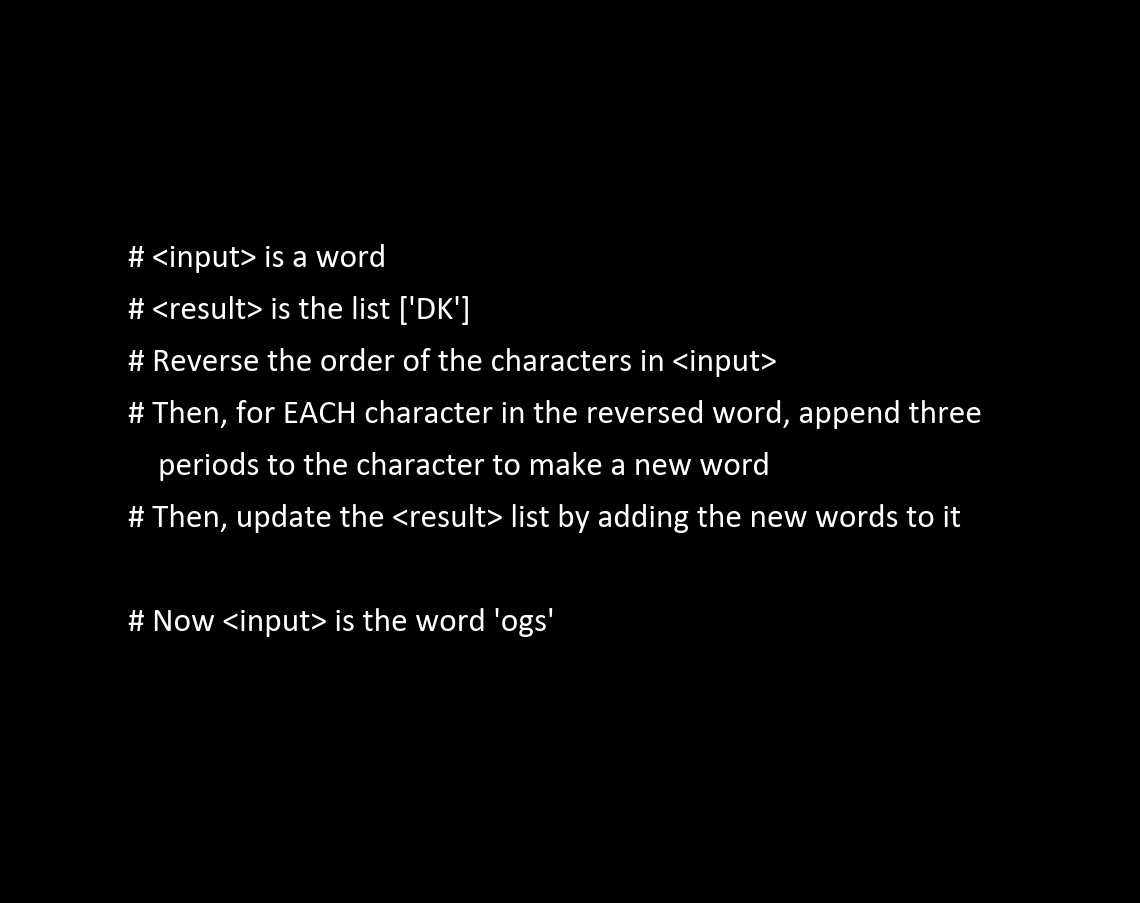 # <input> is a word
# <result> is the list ['DK']
# Reverse the order of the characters in <input>
# Then, for EACH character in the reversed word, append three
periods to the character to make a new word
# Then, update the <result> list by adding the new words to it
# Now <input> is the word 'ogs'